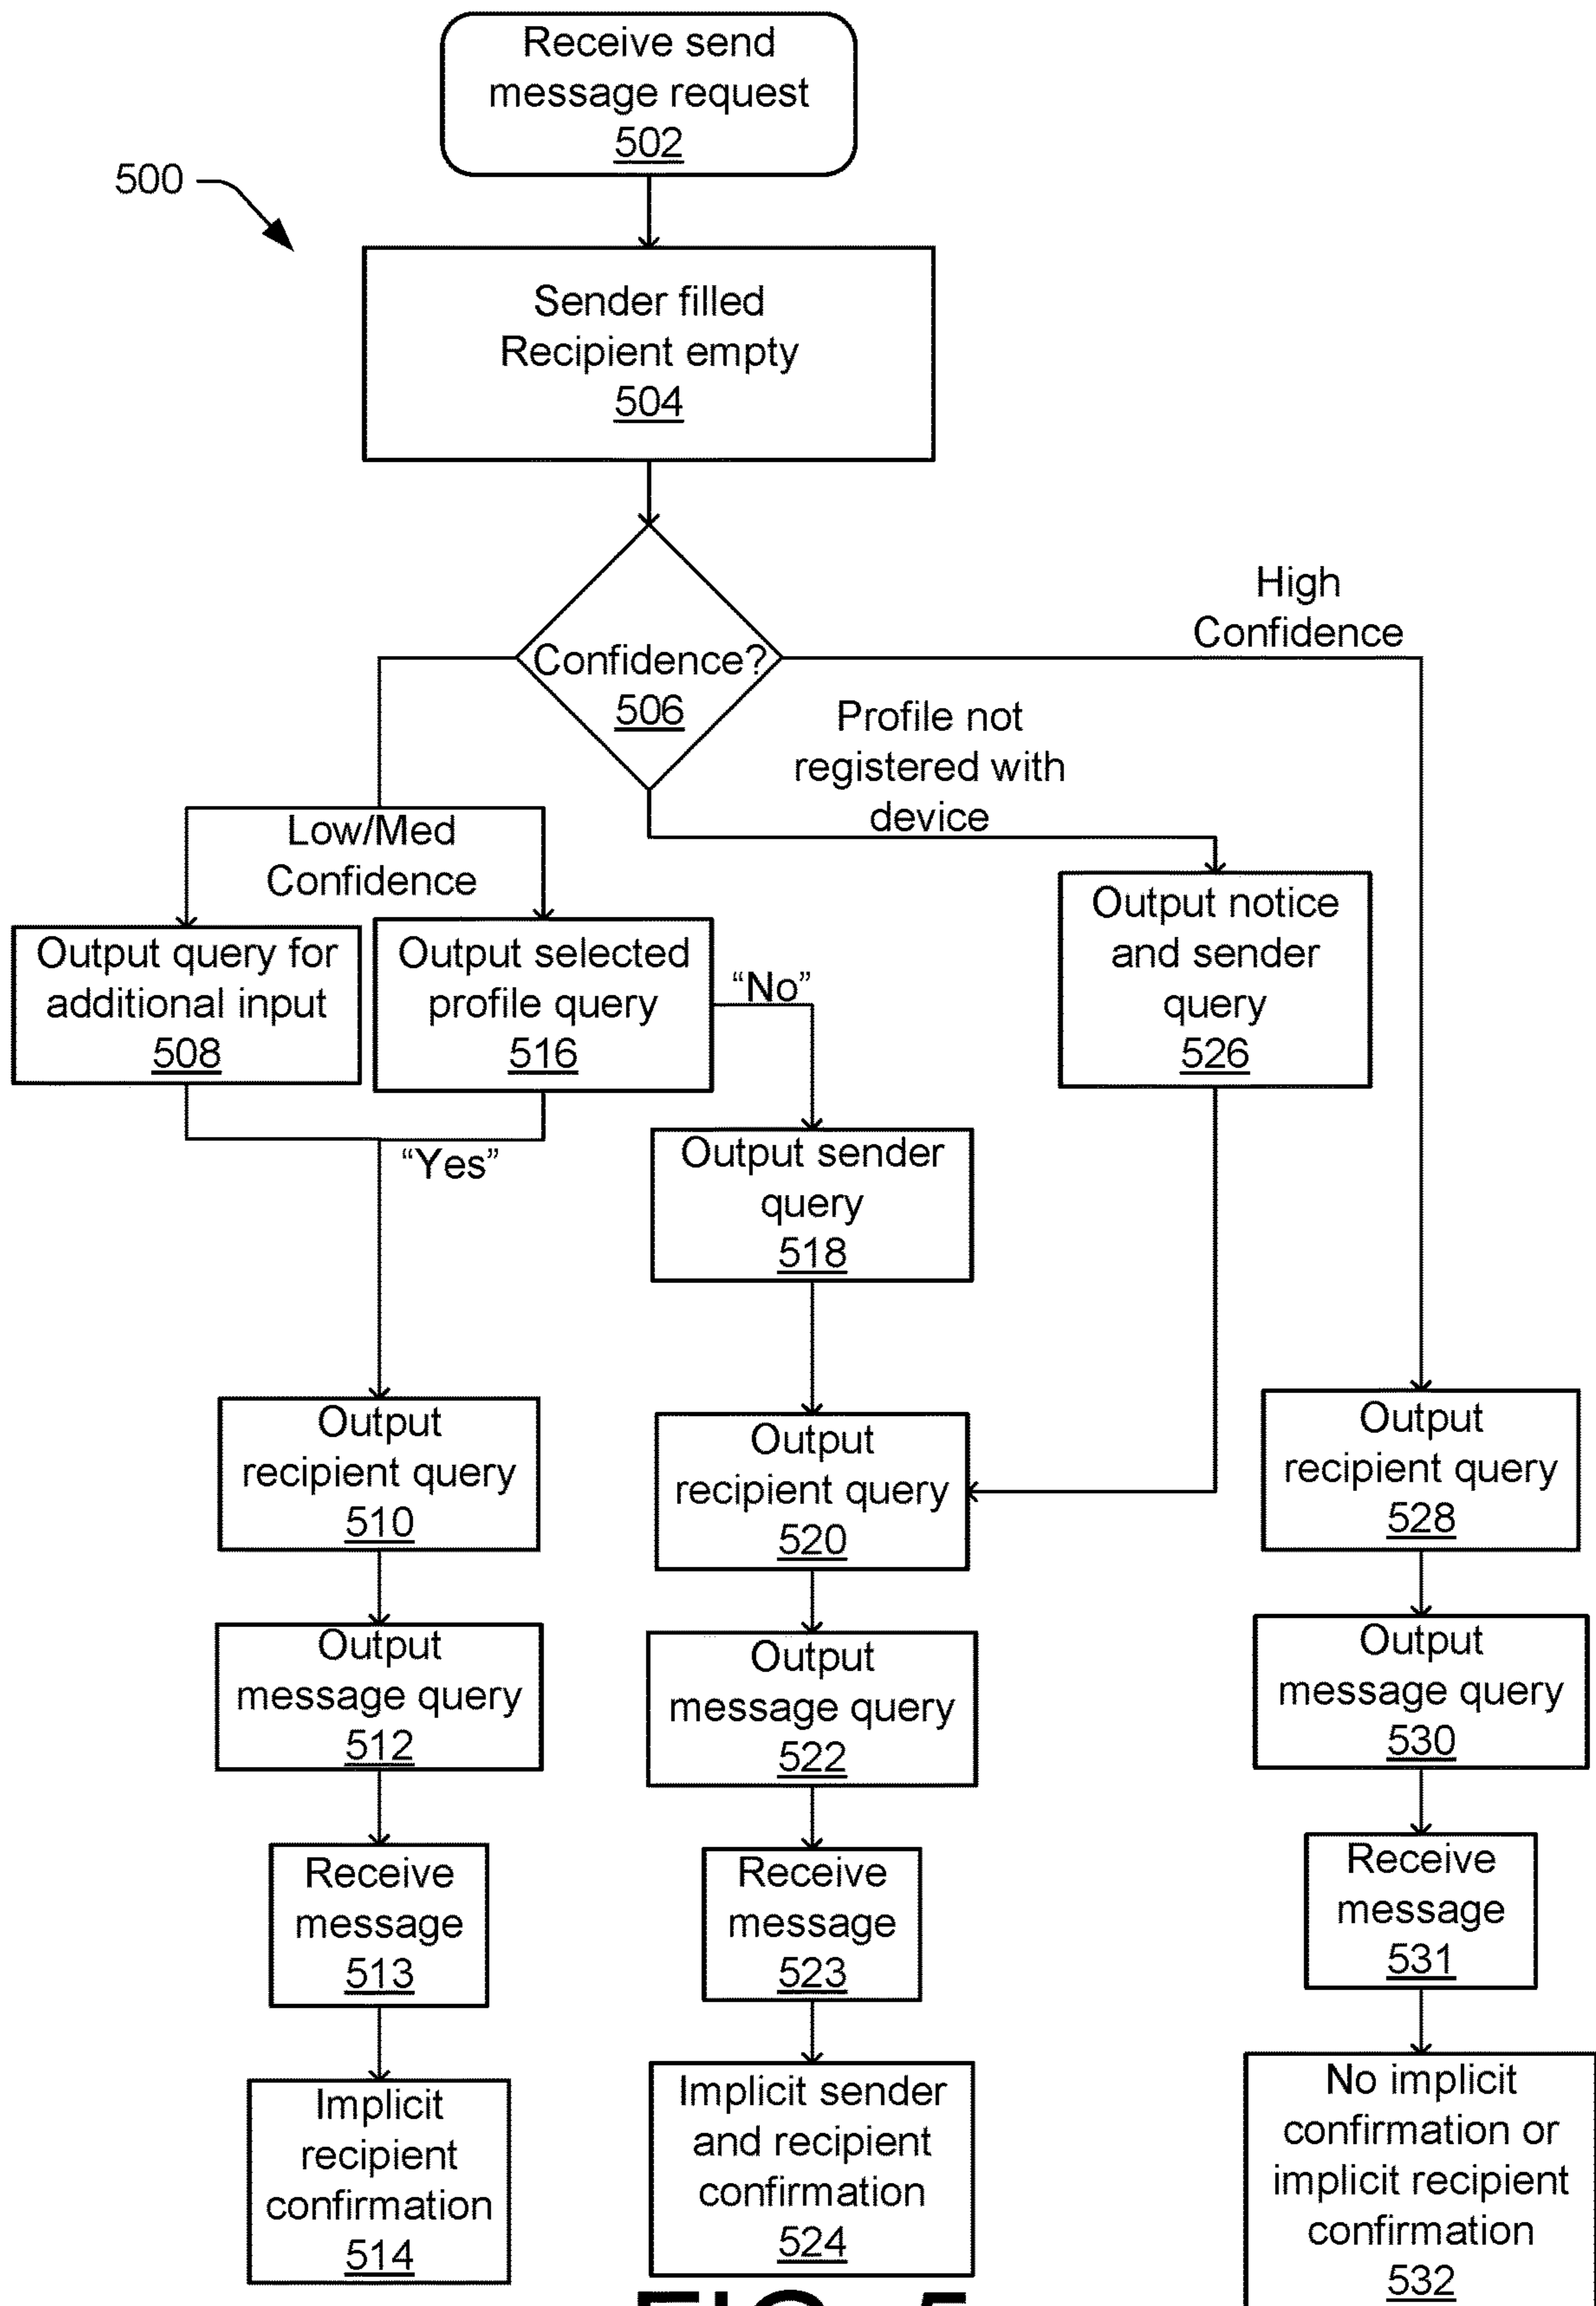 Receive send
message request
502
500
Sender filled
Recipient empty
504
High
Confidence
Confidence?
506
Profile not
registered with
device
Low/Med
Confidence
Output query for
additional input
508
Output selected
profile query
516
“No”
Output notice
and sender
query
526
“Yes”
Output sender
query
518
Output
recipient query
510
Output
recipient query
520
Output
recipient query
528
Output
message query
512
Output
message query
522
Output
message query
530
Receive
message
513
Receive
message
523
Receive
message
531
Implicit
recipient
confirmation
514
Implicit sender
and recipient
confirmation
524
No implicit
confirmation or
implicit recipient
confirmation
532